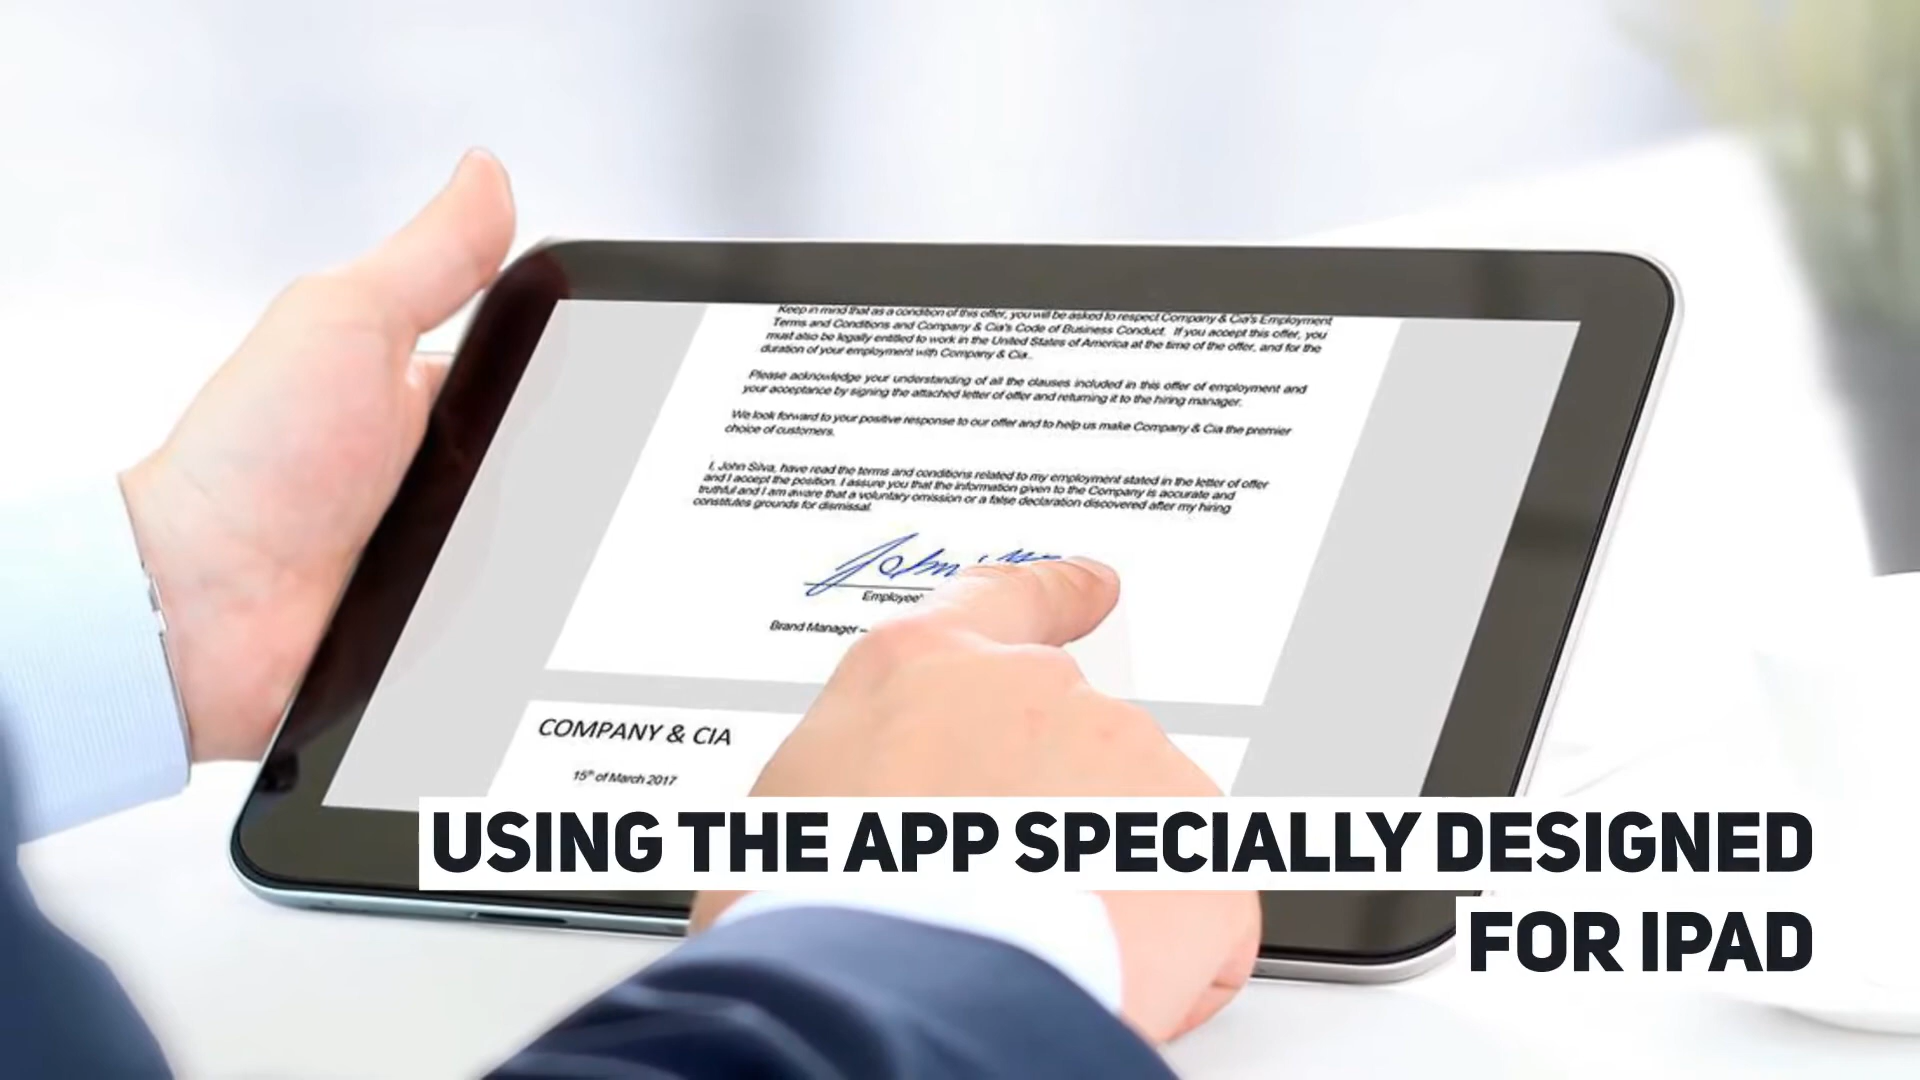 Keep in mind that as a condition of this offer, you will be asked to respect Company & Cia's Employment
Terms and Conditions and Company & Cia's Code of Business Conduct. If you accept this offer, you
must also be legally entitled to work in the United States of America at the time of the offer, and for the
duration of your employment with Company & Cia.
Please acknowledge your understanding of all the clauses included in this offer of employment and
your acceptance by signing the attached letter of offer and returning it to the hiring manager.
We look forward to your positive response to our offer and to help us make Company & Cia the premier
choice of customers.
I, John Silva, have read the terms and conditions related to my employment stated in the letter of offer
and I accept the position. I assure you that the information given to the Company is accurate and
truthful and I am aware that a voluntary omission or a false declaration discovered after my hiring
constitutes grounds for dismissal.
John
Employee'
Brand Manager –
COMPANY & CIA
15th of March 2017
USING THE APP SPECIALLY DESIGNED
FOR IPAD